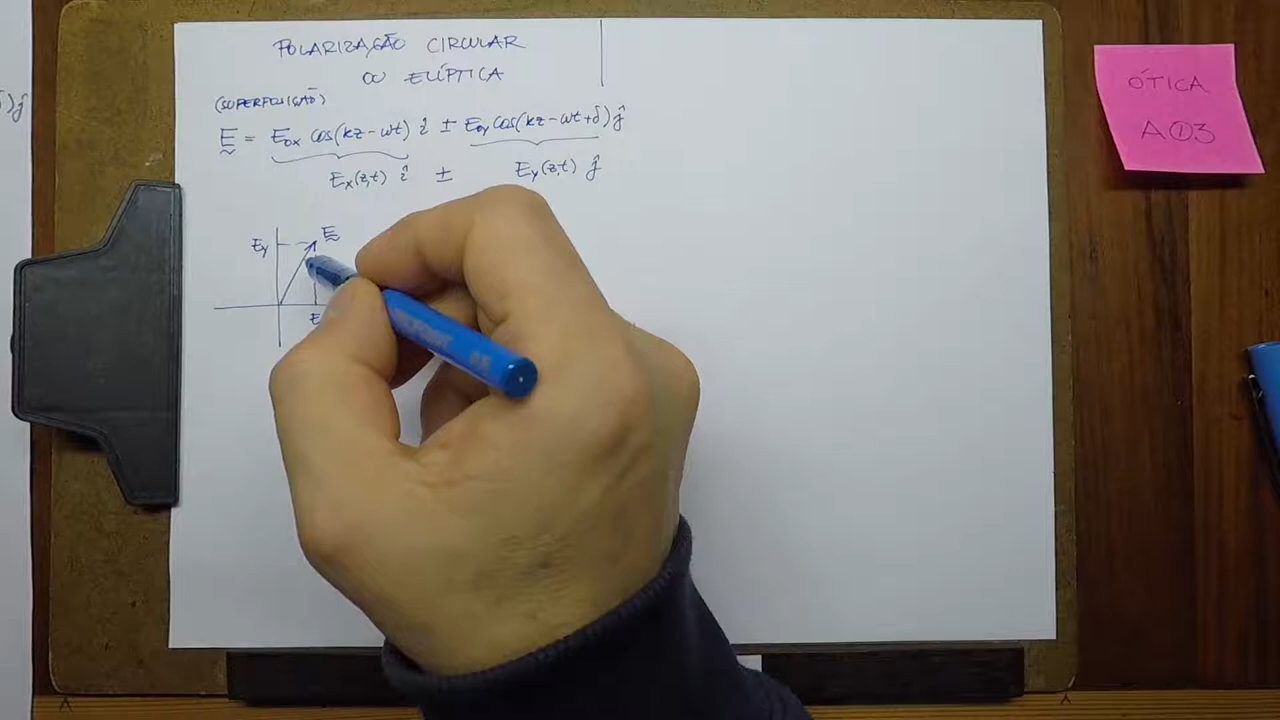 POLARIZAÇÃO CIRCULAR
OU ELÍPTICA
(SUPERPOSIÇÃO)
E = E₀ₓ cos(kz-ωt) î ± E₀y cos(kz-ωt+δ) ĵ
Eₓ(z,t) î ± Ey(z,t) ĵ
Ey
E
E
ÓTICA
A03
) ĵ